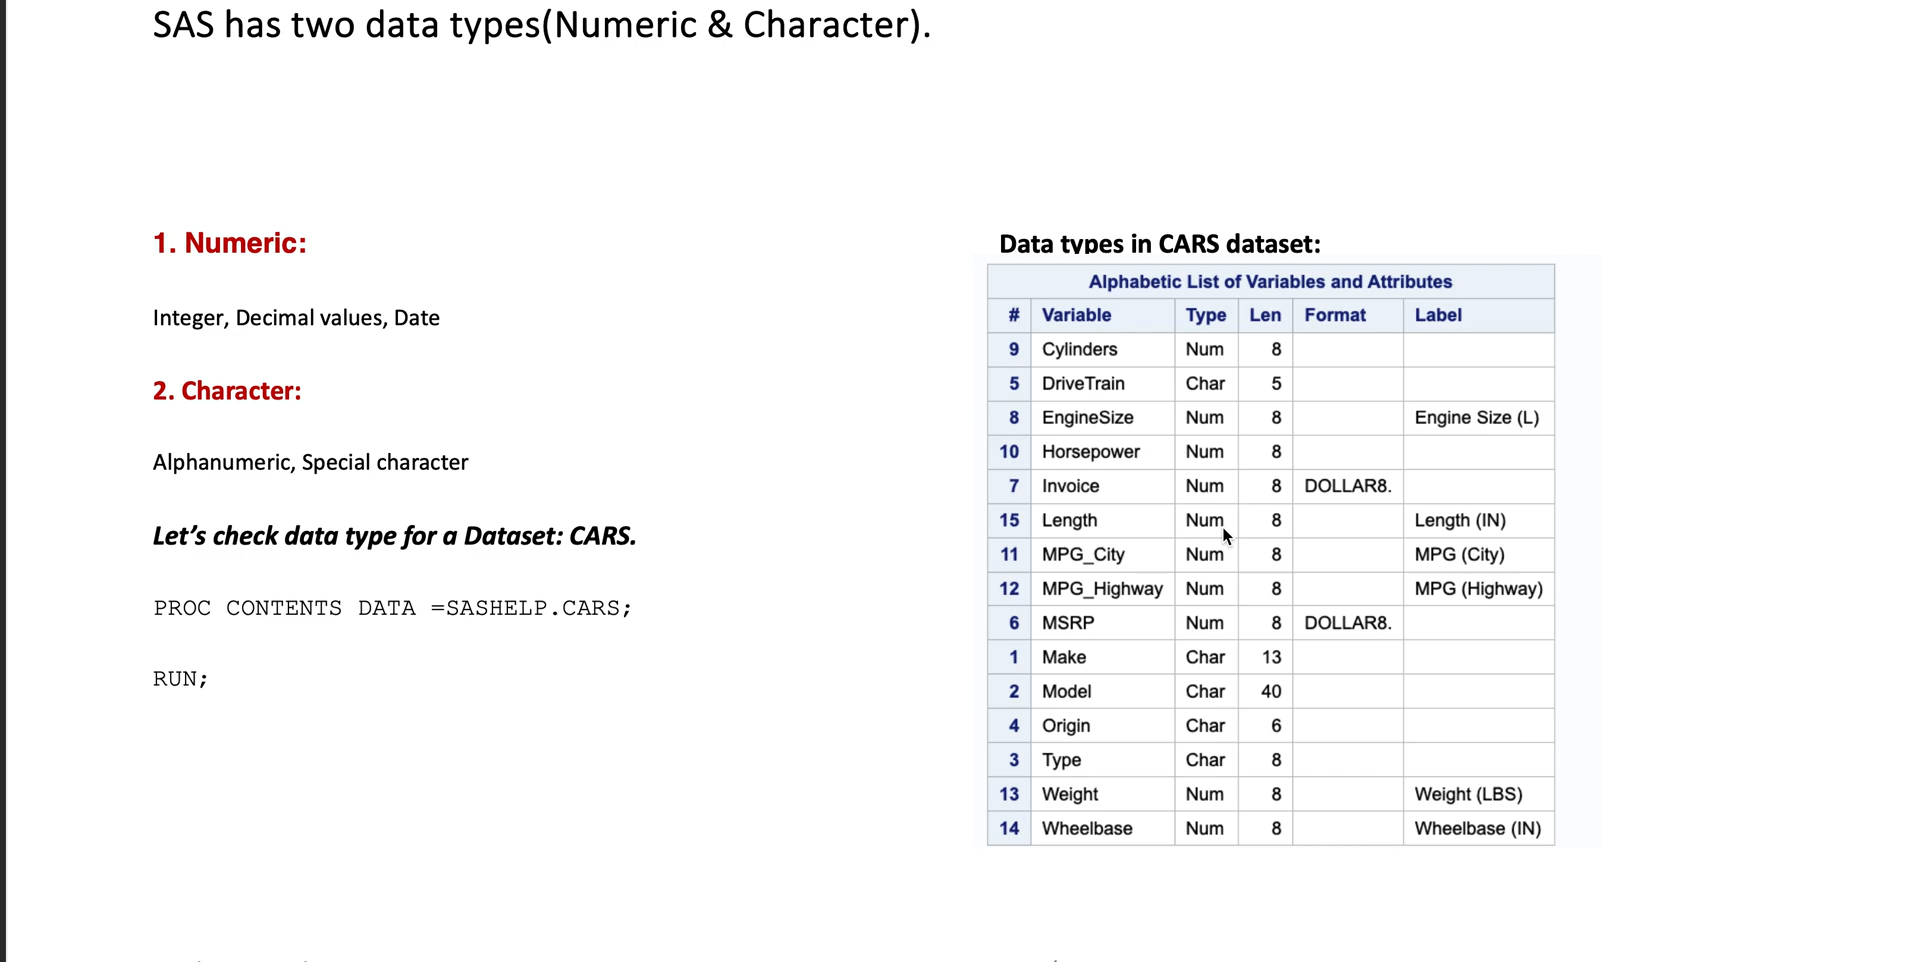 SAS has two data types(Numeric & Character).
1. Numeric:
Integer, Decimal values, Date
2. Character:
Alphanumeric, Special character
Let’s check data type for a Dataset: CARS.
PROC CONTENTS DATA =SASHELP.CARS;
RUN;
Data types in CARS dataset:
Alphabetic List of Variables and Attributes
# Variable Type Len Format Label
9 Cylinders Num 8
5 DriveTrain Char 5
8 EngineSize Num 8 Engine Size (L)
10 Horsepower Num 8
7 Invoice Num 8 DOLLAR8.
15 Length Num 8 Length (IN)
11 MPG_City Num 8 MPG (City)
12 MPG_Highway Num 8 MPG (Highway)
6 MSRP Num 8 DOLLAR8.
1 Make Char 13
2 Model Char 40
4 Origin Char 6
3 Type Char 8
13 Weight Num 8 Weight (LBS)
14 Wheelbase Num 8 Wheelbase (IN)